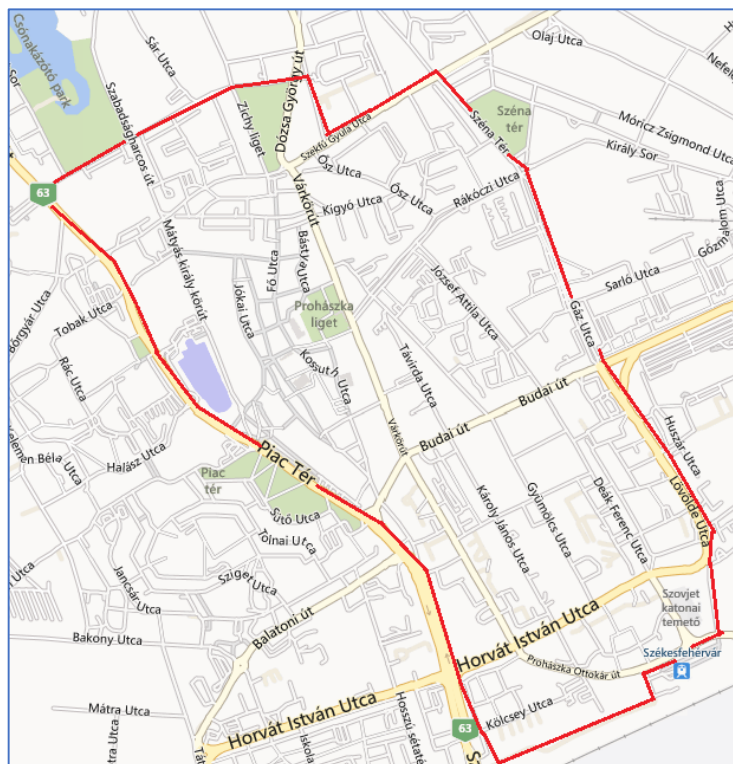 Csónakázótó park
Sor
Sár Utca
Szabadságharcos út
Zichy liget
Dózsa György út
Olaj Utca
Szekfű Gyula Utca
Széna
tér
Széna Tér
Móricz Zsigmond Utca
Király Sor
Ősz Utca
Ősz Utca
Rákóczi Utca
63
Várkörút
Kígyó Utca
Mátyás király körút
Fő Utca
Gőzmalom Utca
Jókai Utca
József Attila Utca
Sarló Utca
Prohászka
liget
Gáz Utca
Tobak Utca
Bőrgyár Utca
Rác Utca
Kossuth Utca
Távirda Utca
Budai út
Budai út
Várkörút
Huszár Utca
Halász Utca
Piac Tér
Piac
tér
Lövölde Utca
Sütő Utca
Tolnai Utca
Károly János Utca
Gyümölcs Utca
Deák Ferenc Utca
Sziget Utca
Jancsár Utca
Balatoni út
Bakony Utca
Szovjet
katonai
temető
Horvát István Utca
Székesfehérvár
Prohászka Ottokár út
Mátra Utca
Horvát István Utca
Hosszú sétatér
Kölcsey Utca
63
Iskola